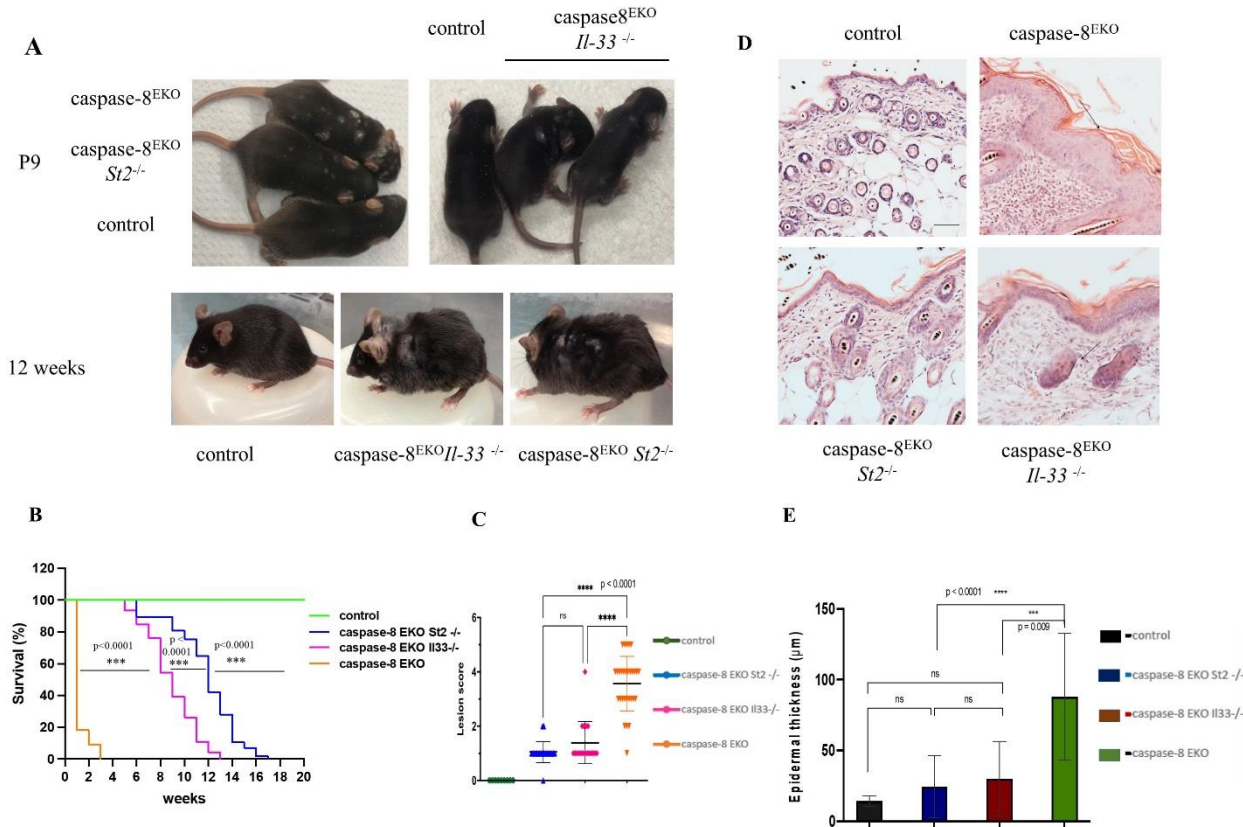 A
control
caspase8EKO
Il-33 -/-
P9
caspase-8EKO
caspase-8EKO
St2-/-
control
12 weeks
control
caspase-8EKOIl-33 -/-
caspase-8EKO St2-/-
D
control
caspase-8EKO
caspase-8EKO
St2-/-
caspase-8EKO
Il-33 -/-
B
Survival (%)
120
100
80
60
40
20
0
p<0.0001
***
p <
0.0001
***
p<0.0001
***
0 2 4 6 8 10 12 14 16 18 20
weeks
control
caspase-8 EKO St2 -/-
caspase-8 EKO Il33-/-
caspase-8 EKO
C
Lesion score
6
4
2
0
**** p < 0.0001
ns
****
control
caspase-8 EKO St2 -/-
caspase-8 EKO Il33-/-
caspase-8 EKO
E
Epidermal thickness (µm)
150
100
50
0
p < 0.0001 ****
***
p = 0.009
ns
ns
ns
control
caspase-8 EKO St2 -/-
caspase-8 EKO Il33-/-
caspase-8 EKO